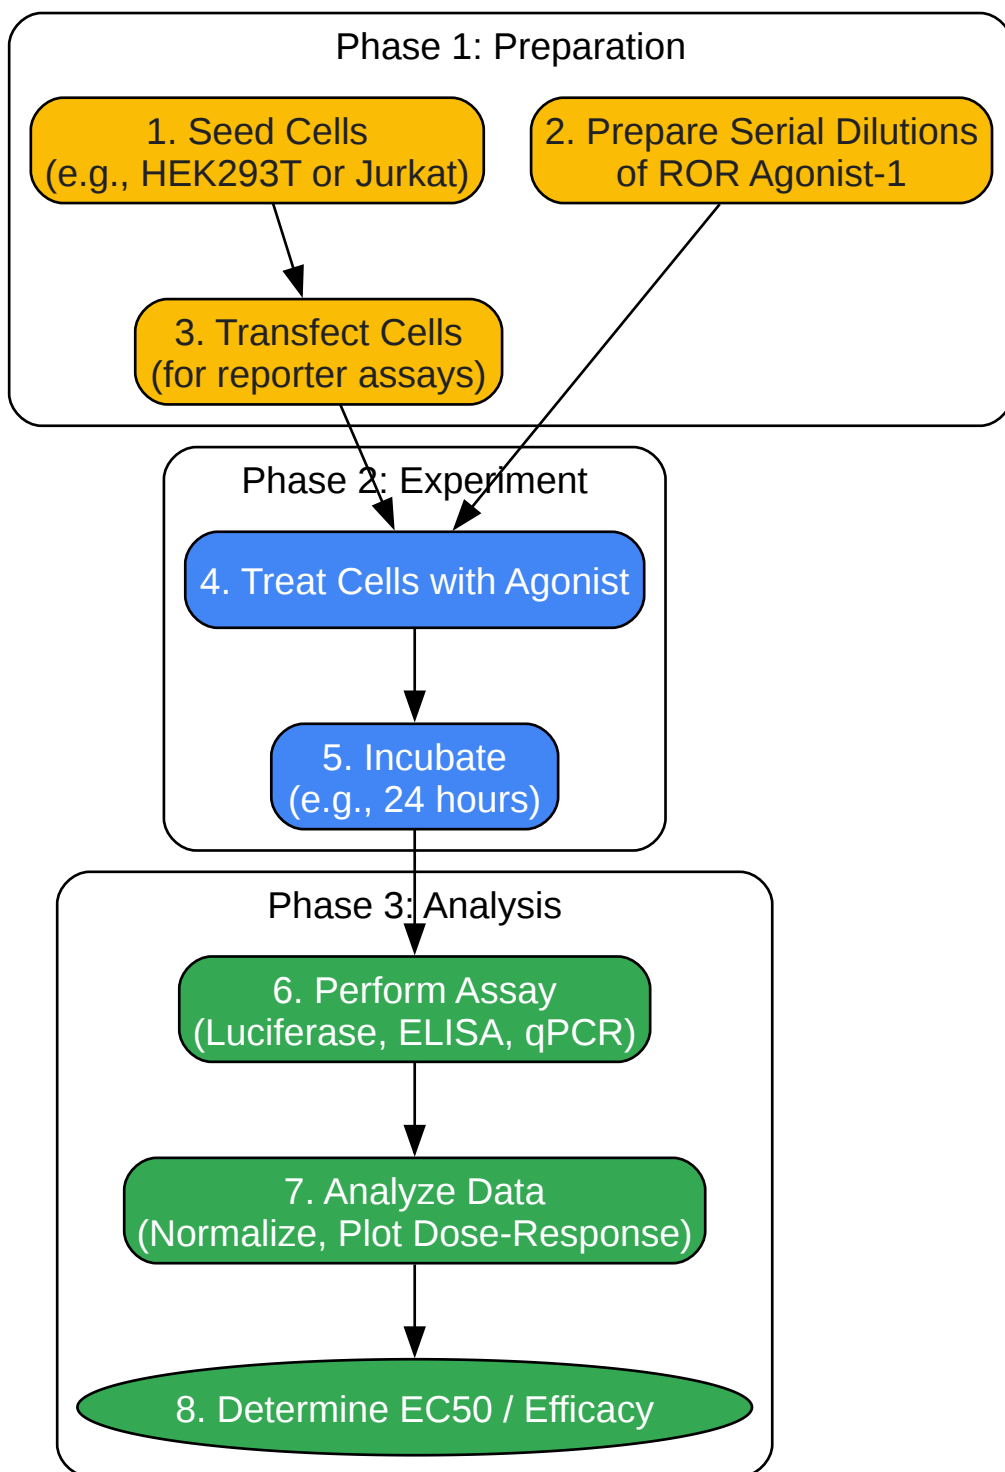 Phase 1: Preparation
1. Seed Cells
(e.g., HEK293T or Jurkat)
2. Prepare Serial Dilutions
of ROR Agonist-1
3. Transfect Cells
(for reporter assays)
Phase 2: Experiment
4. Treat Cells with Agonist
5. Incubate
(e.g., 24 hours)
Phase 3: Analysis
6. Perform Assay
(Luciferase, ELISA, qPCR)
7. Analyze Data
(Normalize, Plot Dose-Response)
8. Determine EC50 / Efficacy